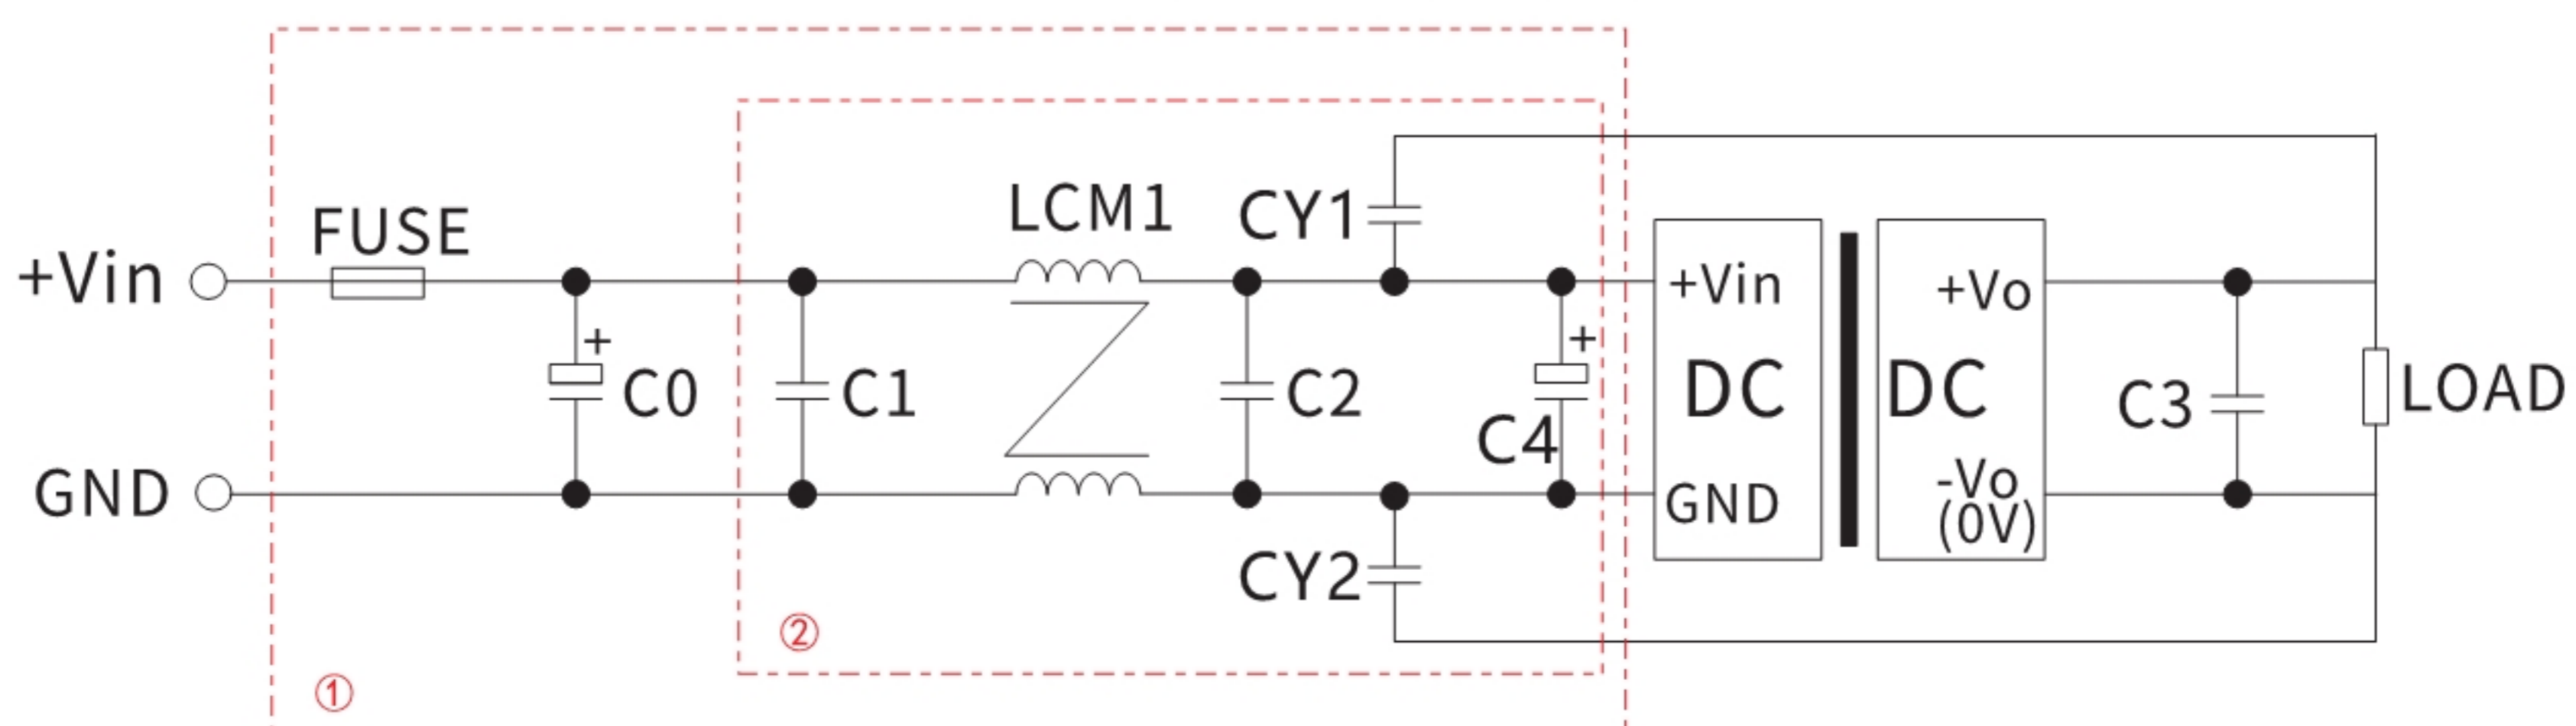 LCM1
CY1
FUSE
+Vin
+Vin
+Vo
+
+
C0
C1
C2
DC
DC
C3
LOAD
C4
GND
GND
-Vo
(0V)
CY2
②
①